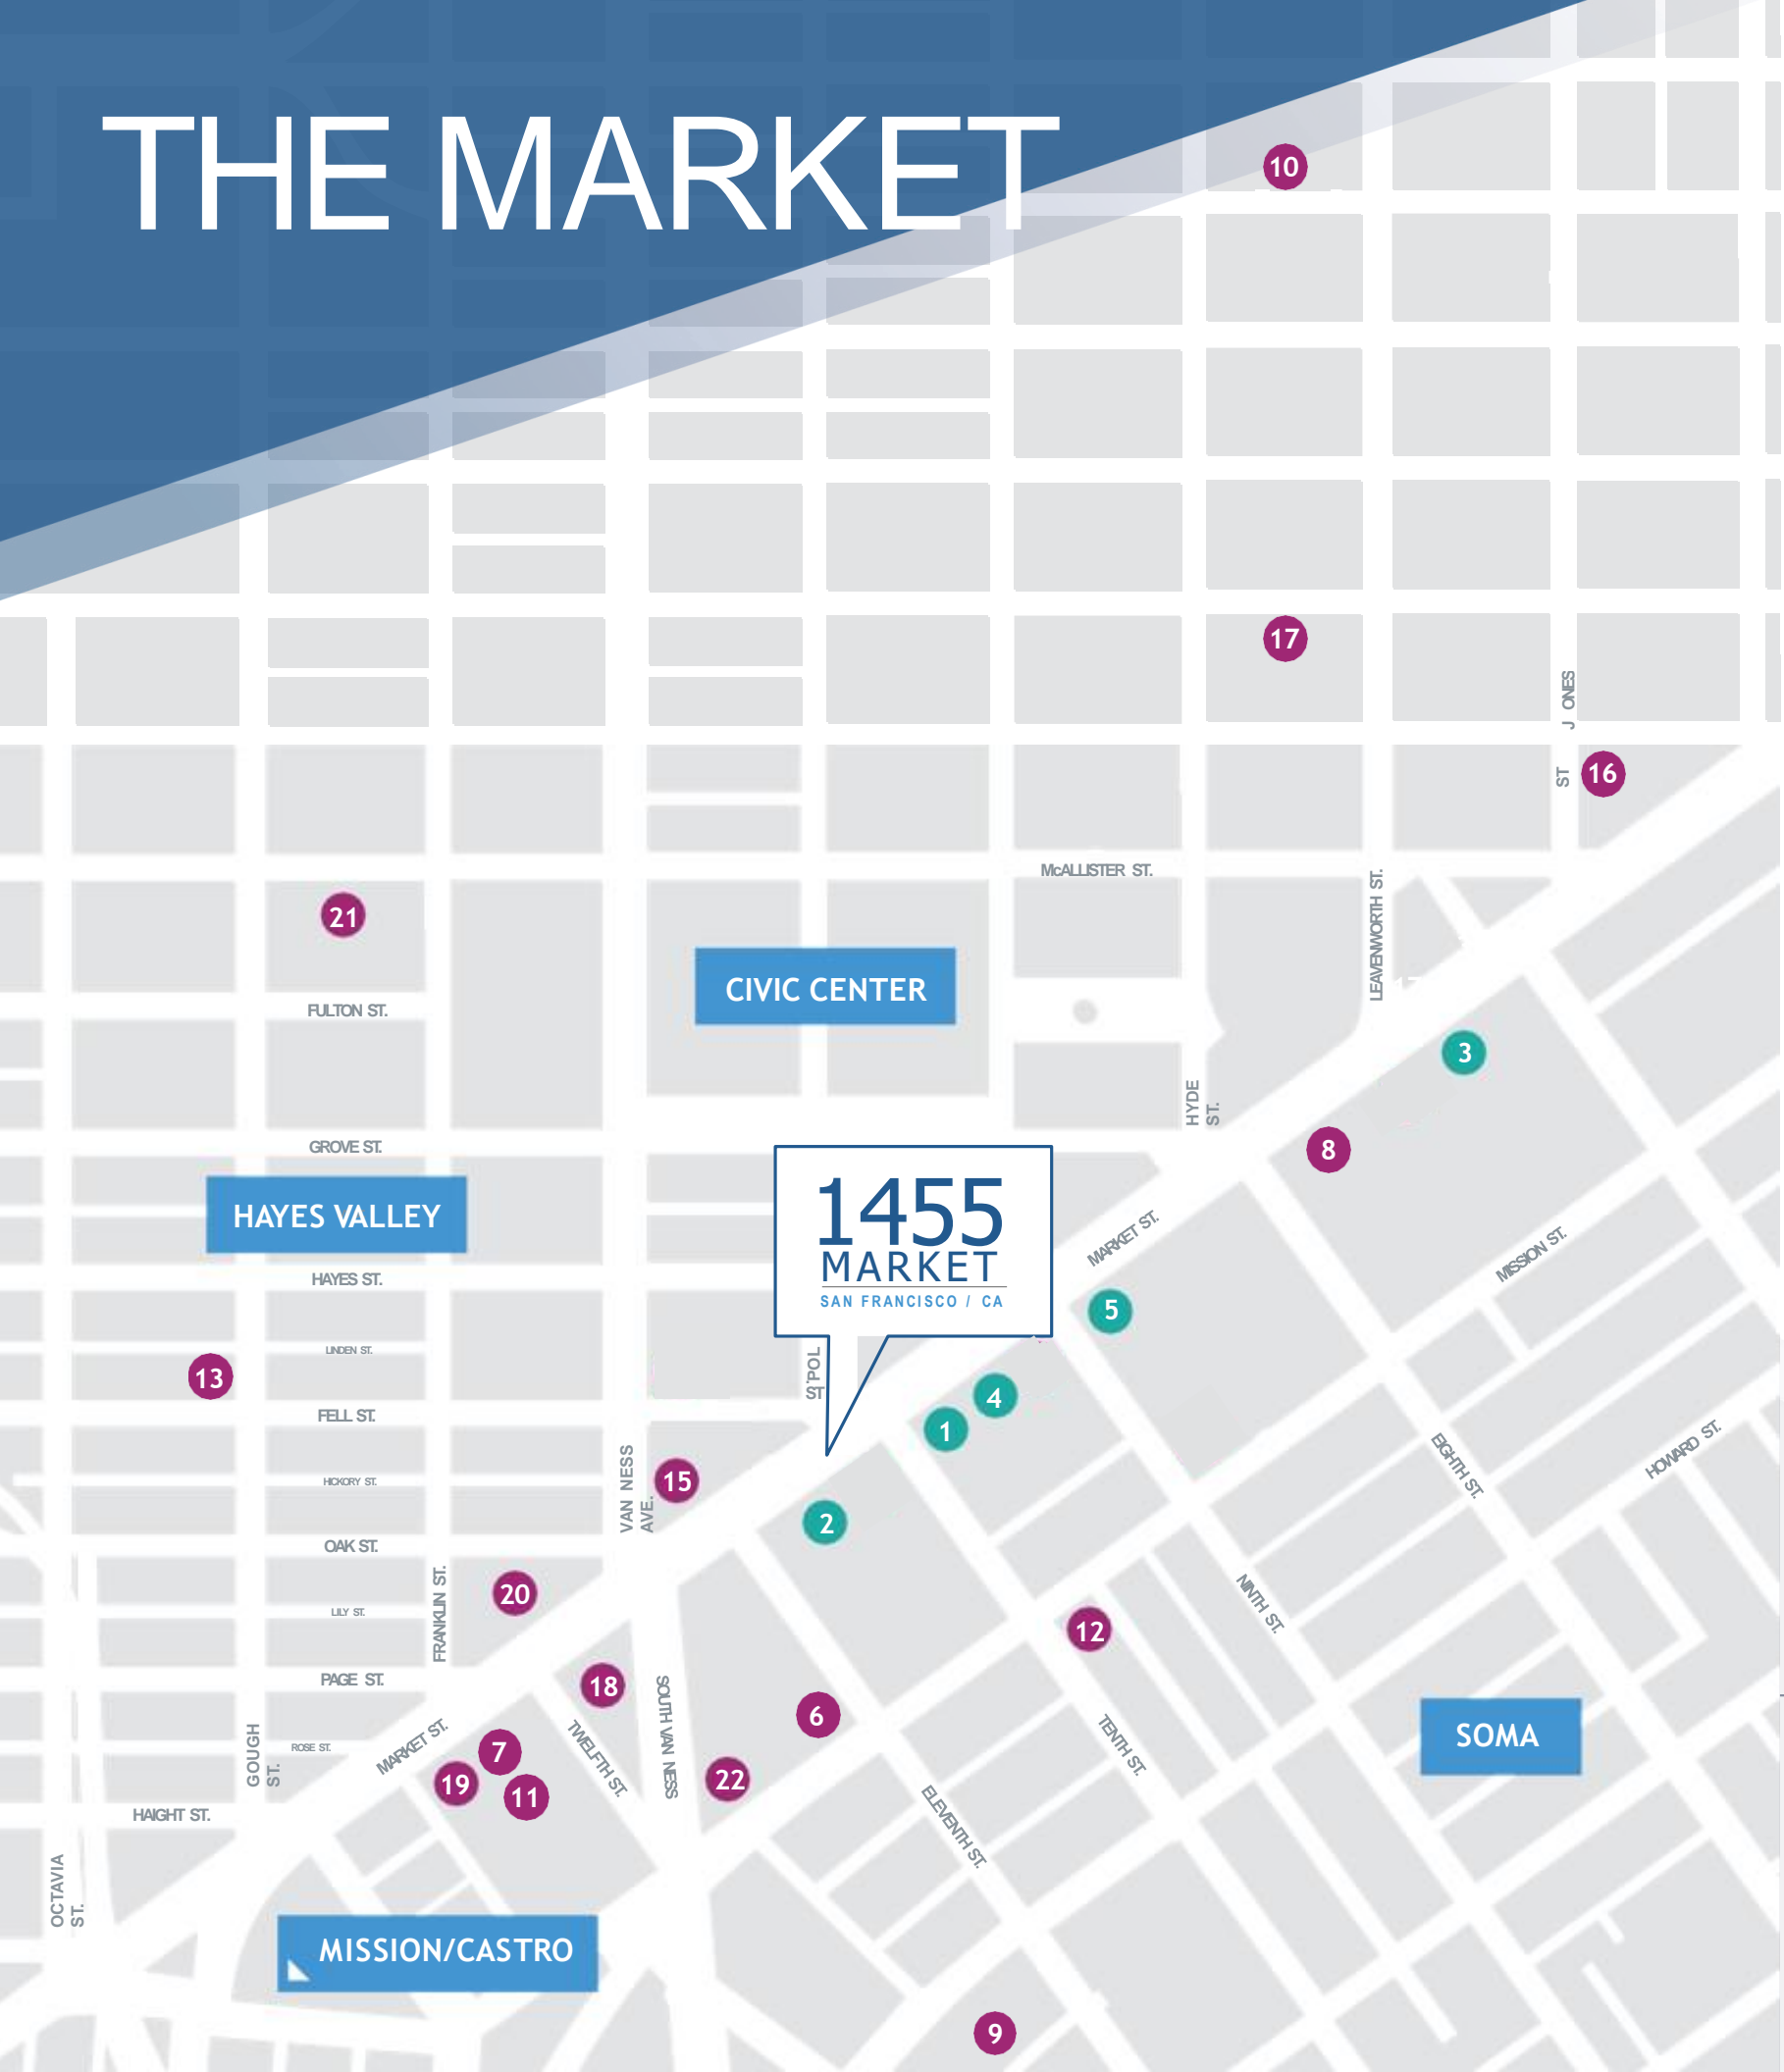 THE MARKET
10
17
J ONES
ST
16
McALLISTER ST.
LEAVENWORTH ST.
21
CIVIC CENTER
FULTON ST.
3
HYDE
ST.
GROVE ST.
8
HAYES VALLEY
1455
MARKET
SAN FRANCISCO / CA
MARKET ST.
MISSION ST.
HAYES ST.
5
LINDEN ST.
13
POL
ST.
4
FELL ST.
1
EIGHTH ST.
HOWARD ST.
HICKORY ST.
VAN NESS
AVE.
15
2
OAK ST.
FRANKLIN ST.
20
LILY ST.
NINTH ST.
12
PAGE ST.
18
SOUTH VAN NESS
6
SOMA
ROSE ST.
MARKET ST.
7
TWELFTH ST.
TENTH ST.
GOUGH
ST.
19
11
22
HAIGHT ST.
ELEVENTH ST.
OCTAVIA
ST.
MISSION/CASTRO
9